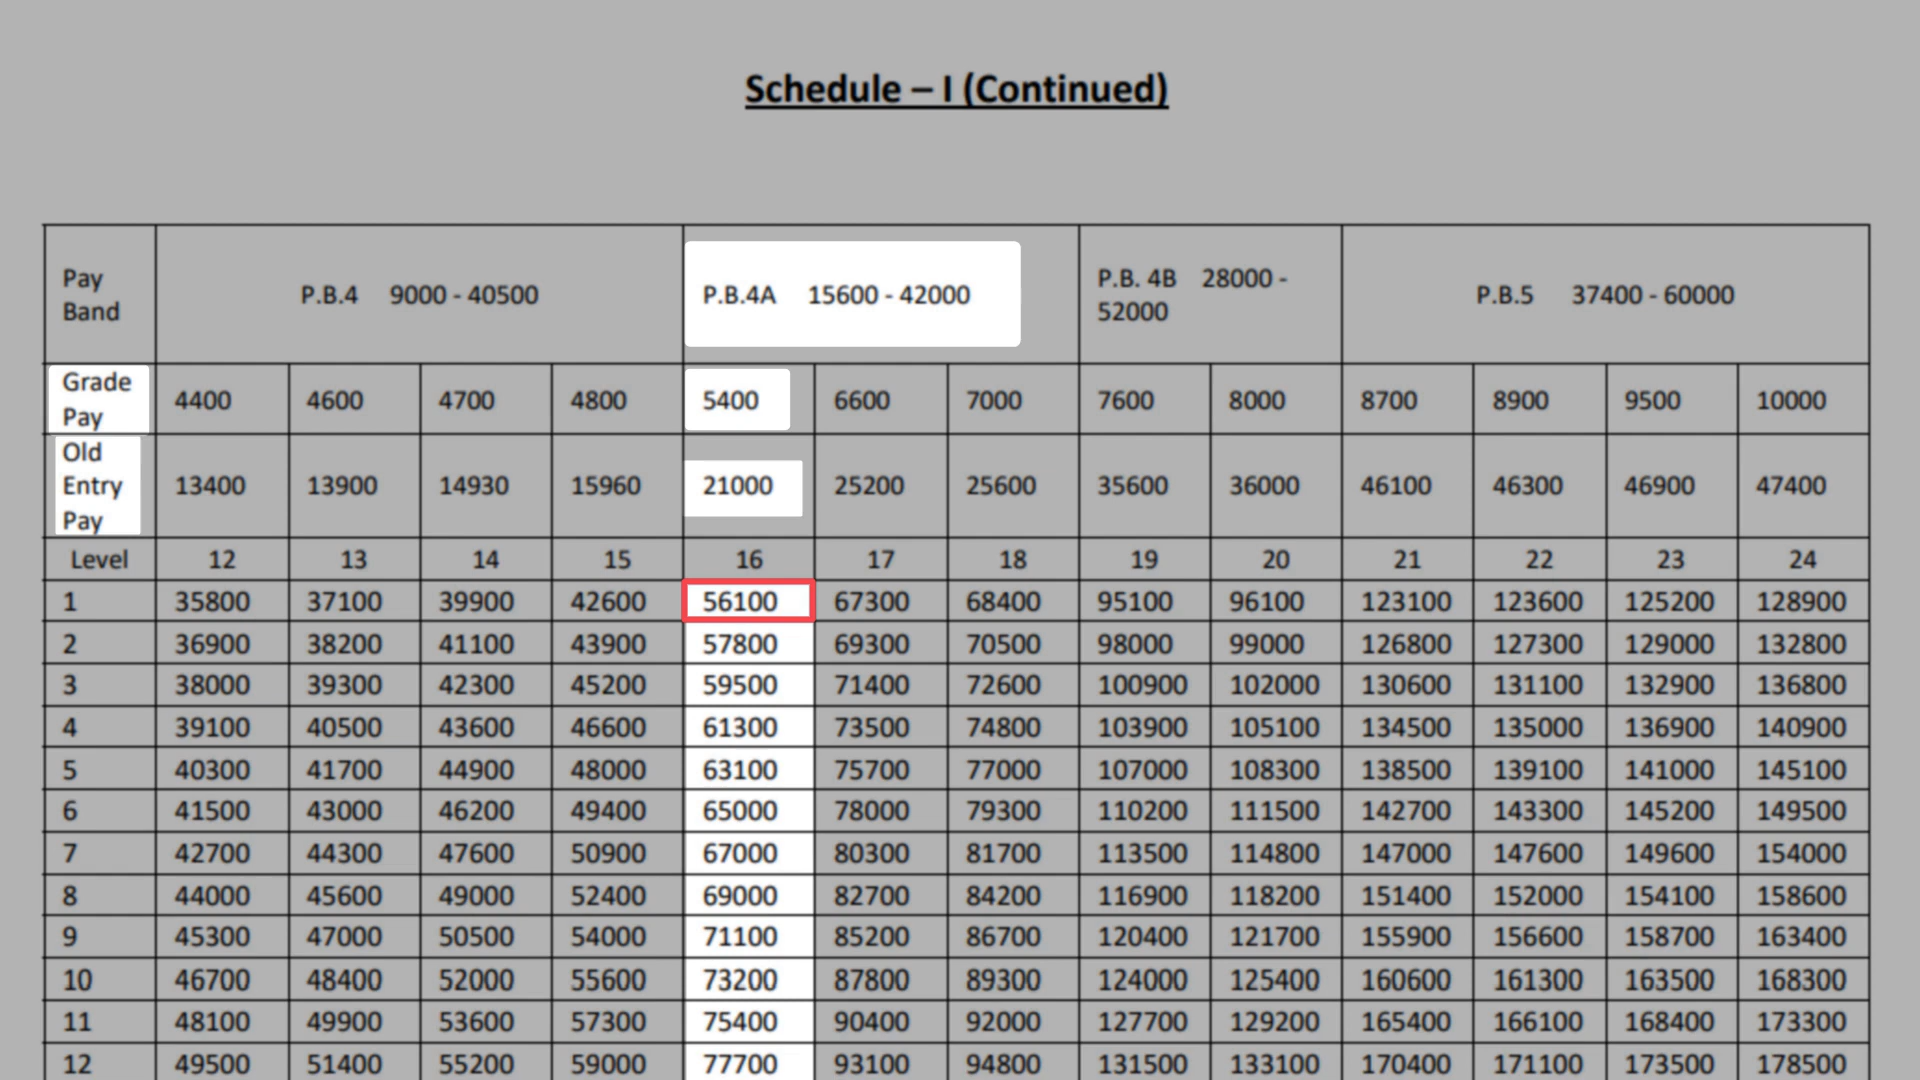 Schedule – I (Continued)
Pay Band P.B.4 9000 - 40500 P.B.4A 15600 - 42000 P.B. 4B 28000 - 52000 P.B.5 37400 - 60000
Grade Pay 4400 4600 4700 4800 5400 6600 7000 7600 8000 8700 8900 9500 10000
Old Entry Pay 13400 13900 14930 15960 21000 25200 25600 35600 36000 46100 46300 46900 47400
Level 12 13 14 15 16 17 18 19 20 21 22 23 24
1 35800 37100 39900 42600 56100 67300 68400 95100 96100 123100 123600 125200 128900
2 36900 38200 41100 43900 57800 69300 70500 98000 99000 126800 127300 129000 132800
3 38000 39300 42300 45200 59500 71400 72600 100900 102000 130600 131100 132900 136800
4 39100 40500 43600 46600 61300 73500 74800 103900 105100 134500 135000 136900 140900
5 40300 41700 44900 48000 63100 75700 77000 107000 108300 138500 139100 141000 145100
6 41500 43000 46200 49400 65000 78000 79300 110200 111500 142700 143300 145200 149500
7 42700 44300 47600 50900 67000 80300 81700 113500 114800 147000 147600 149600 154000
8 44000 45600 49000 52400 69000 82700 84200 116900 118200 151400 152000 154100 158600
9 45300 47000 50500 54000 71100 85200 86700 120400 121700 155900 156600 158700 163400
10 46700 48400 52000 55600 73200 87800 89300 124000 125400 160600 161300 163500 168300
11 48100 49900 53600 57300 75400 90400 92000 127700 129200 165400 166100 168400 173300
12 49500 51400 55200 59000 77700 93100 94800 131500 133100 170400 171100 173500 178500